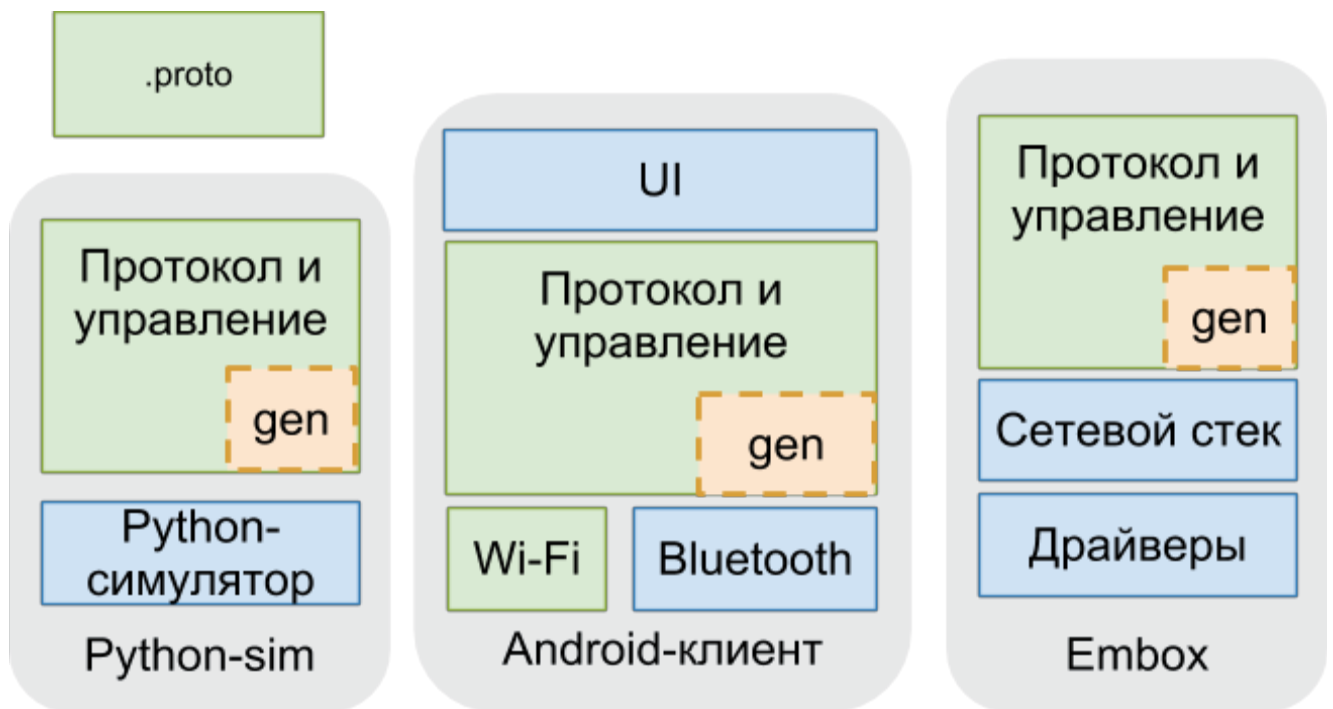 .proto
Протокол и
управление
gen
Python-
симулятор
Python-sim
UI
Протокол и
управление
gen
Wi-Fi
Bluetooth
Android-клиент
Протокол и
управление
gen
Сетевой стек
Драйверы
Embox